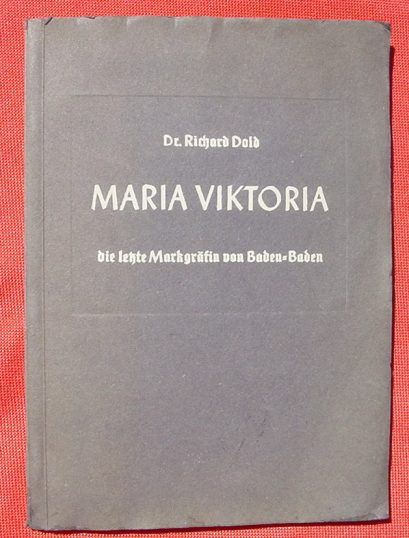 Dr. Richard Dold
MARIA VIKTORIA
die letzte Markgräfin von Baden-Baden